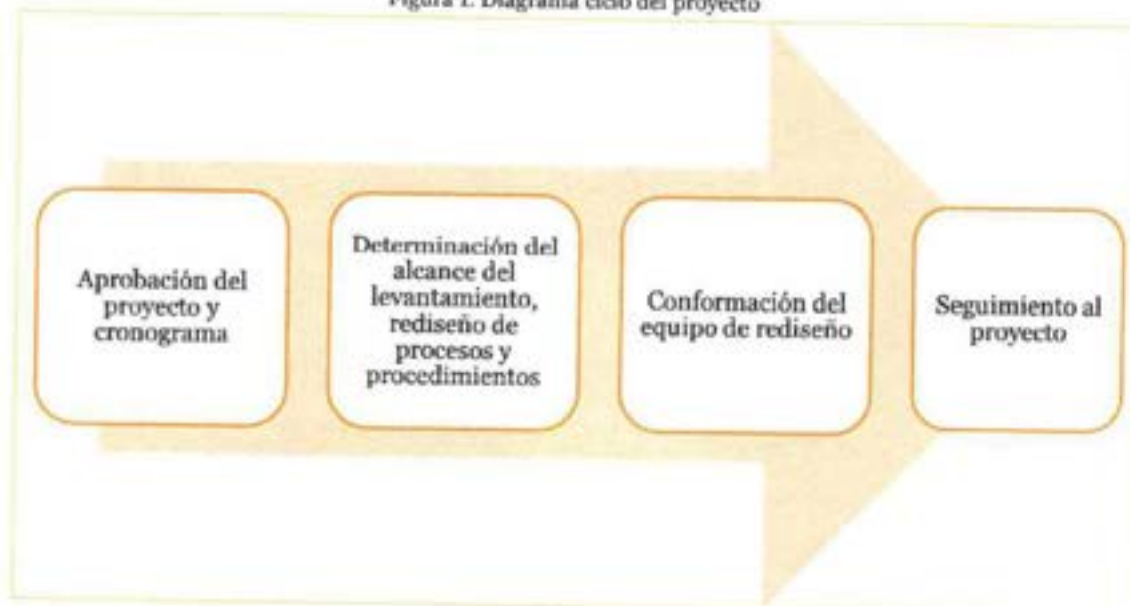 Figura 1. Diagrama ciclo del proyecto
Aprobación del
proyecto y
cronograma
Determinación del
alcance del
levantamiento,
rediseño de
procesos y
procedimientos
Conformación del
equipo de rediseño
Seguimiento al
proyecto